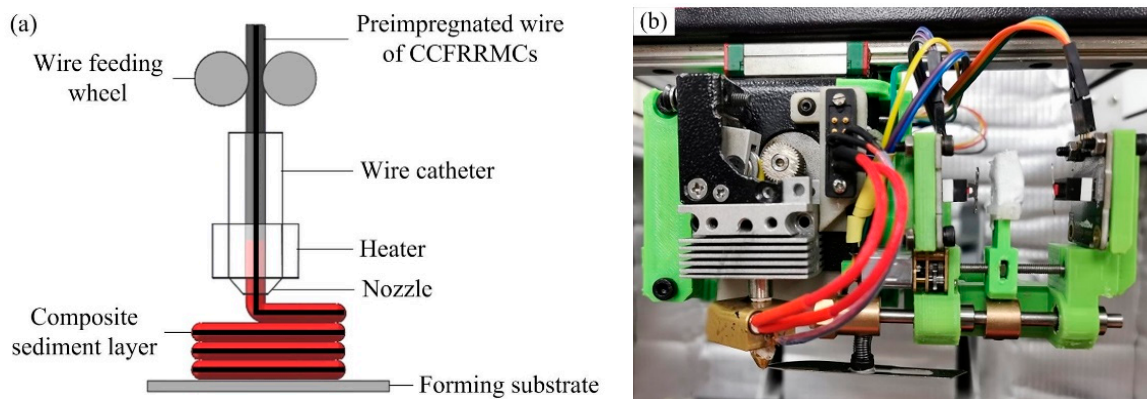 (a)
Preimpregnated wire
of CCFRRMCs
Wire feeding
wheel
Wire catheter
Heater
Nozzle
Composite
sediment layer
Forming substrate
(b)